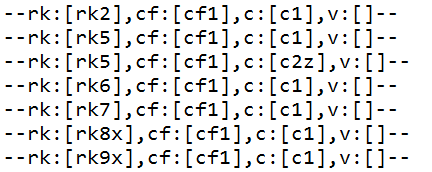 --rk:[rk2],cf:[cf1],c:[c1],v:[]--
--rk:[rk5],cf:[cf1],c:[c1],v:[]--
--rk:[rk5],cf:[cf1],c:[c2z],v:[]--
--rk:[rk6],cf:[cf1],c:[c1],v:[]--
--rk:[rk7],cf:[cf1],c:[c1],v:[]--
--rk:[rk8x],cf:[cf1],c:[c1],v:[]--
--rk:[rk9x],cf:[cf1],c:[c1],v:[]--